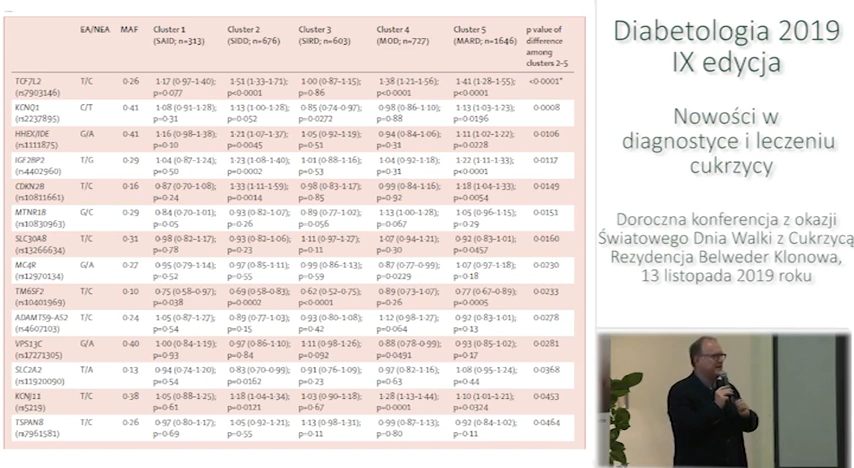 EA/NEA MAF Cluster 1 Cluster 2 Cluster 3 Cluster 4 Cluster 5 p value of
(SAID; n=313) (SIDD; n=676) (SIRD; n=603) (MOD; n=727) (MARD; n=1646) difference
among
clusters 2–5
TCF7L2 T/C 0·26 1·17 (0·97–1·40); 1·51 (1·33–1·71); 1·00 (0·87–1·15); 1·38 (1·21–1·56); 1·41 (1·28–1·55); <0·0001*
(rs7903146) p=0·077 p<0·0001 p=0·86 p<0·0001 p<0·0001
KCNQ1 C/T 0·41 1·08 (0·91–1·28); 1·13 (1·00–1·28); 0·85 (0·74–0·97); 0·98 (0·86–1·10); 1·13 (1·03–1·23); 0·0008
(rs2237895) p=0·31 p=0·052 p=0·0272 p=0·88 p=0·0196
HHEX/IDE G/A 0·41 1·16 (0·98–1·38); 1·21 (1·07–1·37); 1·05 (0·92–1·19); 0·94 (0·84–1·06); 1·11 (1·02–1·22); 0·0106
(rs1111875) p=0·10 p=0·0045 p=0·51 p=0·31 p=0·0228
IGF2BP2 T/G 0·29 1·04 (0·87–1·24); 1·23 (1·08–1·40); 1·01 (0·88–1·16); 1·04 (0·92–1·18); 1·22 (1·11–1·33); 0·0117
(rs4402960) p=0·50 p=0·0002 p=0·53 p=0·31 p<0·0001
CDKN2B T/C 0·16 0·87 (0·70–1·08); 1·33 (1·11–1·59); 0·98 (0·83–1·17); 0·99 (0·84–1·16); 1·18 (1·04–1·33); 0·0149
(rs10811661) p=0·24 p=0·0014 p=0·85 p=0·92 p=0·0054
MTNR1B G/C 0·29 0·84 (0·70–1·01); 0·93 (0·82–1·07); 0·89 (0·77–1·02); 1·13 (1·00–1·28); 1·05 (0·96–1·15); 0·0151
(rs10830963) p=0·05 p=0·26 p=0·056 p=0·067 p=0·29
SLC30A8 T/C 0·31 0·98 (0·82–1·17); 0·93 (0·82–1·06); 1·11 (0·97–1·27); 1·07 (0·94–1·21); 0·92 (0·83–1·01); 0·0160
(rs13266634) p=0·78 p=0·23 p=0·11 p=0·30 p=0·0457
MC4R G/A 0·27 0·95 (0·79–1·14); 0·97 (0·85–1·11); 0·99 (0·86–1·13); 0·87 (0·77–0·99); 1·07 (0·97–1·18); 0·0230
(rs12970134) p=0·52 p=0·55 p=0·59 p=0·0229 p=0·18
TM6SF2 T/C 0·10 0·75 (0·58–0·97); 0·69 (0·58–0·83); 0·62 (0·52–0·75); 0·89 (0·73–1·07); 0·77 (0·67–0·89); 0·0233
(rs10401969) p=0·038 p=0·0002 p<0·0001 p=0·26 p=0·0005
ADAMTS9-AS2 T/C 0·24 1·05 (0·87–1·27); 0·89 (0·77–1·03); 0·93 (0·80–1·08); 1·12 (0·98–1·27); 0·92 (0·83–1·01); 0·0278
(rs4607103) p=0·54 p=0·15 p=0·42 p=0·064 p=0·13
VPS13C G/A 0·40 1·00 (0·84–1·19); 0·97 (0·86–1·10); 1·11 (0·98–1·26); 0·88 (0·78–0·99); 0·93 (0·85–1·02); 0·0281
(rs17271305) p=0·93 p=0·84 p=0·092 p=0·0491 p=0·17
SLC2A2 T/A 0·13 0·94 (0·74–1·20); 0·83 (0·70–0·99); 0·91 (0·76–1·09); 0·97 (0·82–1·16); 1·08 (0·95–1·24); 0·0368
(rs11920090) p=0·54 p=0·0162 p=0·23 p=0·63 p=0·44
KCNJ11 T/C 0·38 1·05 (0·88–1·25); 1·18 (1·04–1·34); 1·03 (0·90–1·18); 1·28 (1·13–1·44); 1·10 (1·01–1·21); 0·0453
(rs5219) p=0·61 p=0·0121 p=0·67 p=0·0001 p=0·0324
TSPAN8 T/C 0·26 0·97 (0·80–1·17); 1·05 (0·92–1·21); 1·13 (0·98–1·31); 0·99 (0·87–1·13); 0·92 (0·84–1·02); 0·0464
(rs7961581) p=0·69 p=0·55 p=0·11 p=0·80 p=0·11
Diabetologia 2019
IX edycja
Nowości w
diagnostyce i leczeniu
cukrzycy
Doroczna konferencja z okazji
Światowego Dnia Walki z Cukrzycą
Rezydencja Belweder Klonowa,
13 listopada 2019 roku